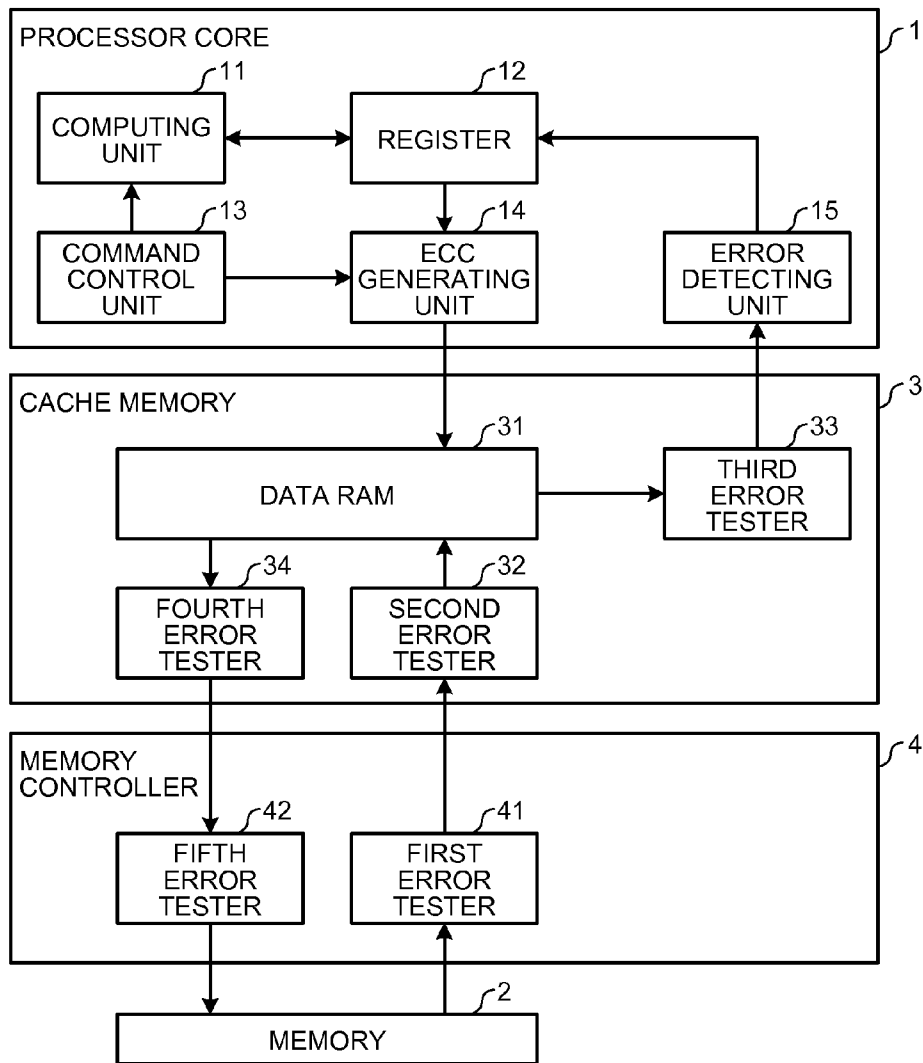 PROCESSOR CORE
1
11
12
COMPUTING
UNIT
REGISTER
13
14
15
COMMAND
CONTROL
UNIT
ECC
GENERATING
UNIT
ERROR
DETECTING
UNIT
CACHE MEMORY
3
31
33
DATA RAM
THIRD
ERROR
TESTER
34
32
FOURTH
ERROR
TESTER
SECOND
ERROR
TESTER
MEMORY
CONTROLLER
4
42
41
FIFTH
ERROR
TESTER
FIRST
ERROR
TESTER
2
MEMORY